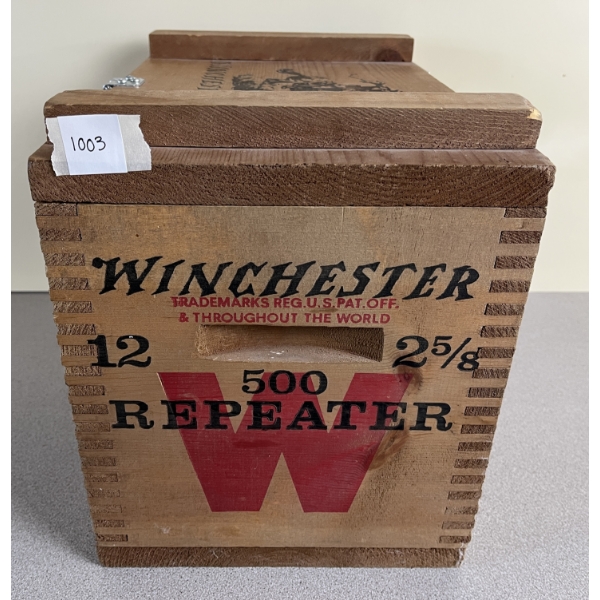 1003
WINCHESTER
TRADEMARKS REG. U.S. PAT. OFF.
& THROUGHOUT THE WORLD
12 2 5/8
500
REPEATER
W